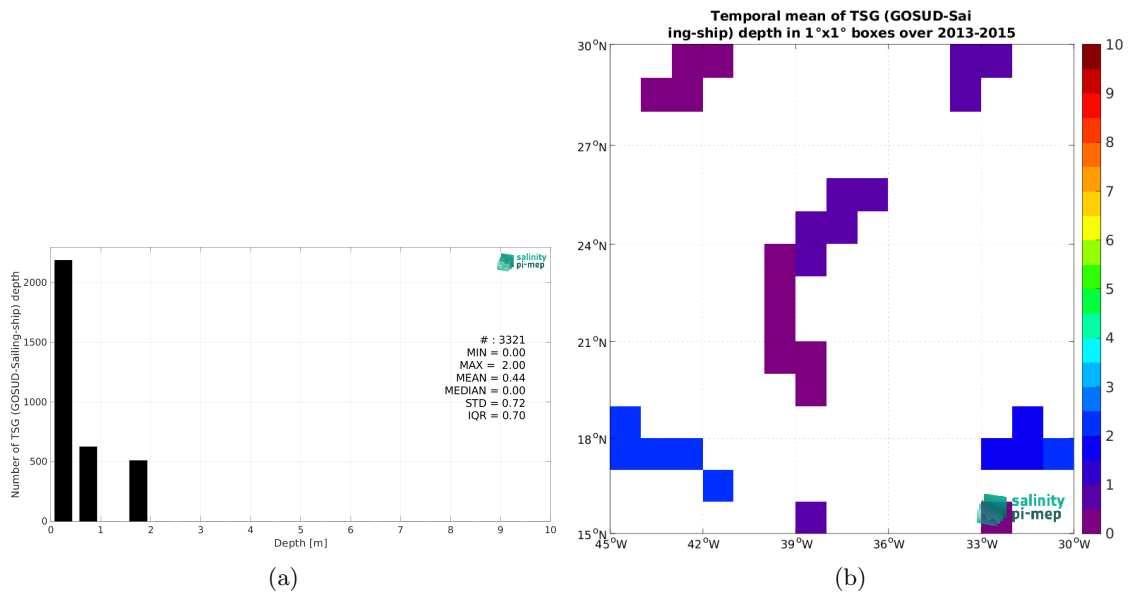 Number of TSG (GOSUD-Sailing-ship) depth
2000
1500
1000
500
0
0 1 2 3 4 5 6 7 8 9 10
Depth [m]
salinity
pi-mep
# : 3321
MIN = 0.00
MAX = 2.00
MEAN = 0.44
MEDIAN = 0.00
STD = 0.72
IQR = 0.70
(a)
Temporal mean of TSG (GOSUD-Sai
ing-ship) depth in 1°x1° boxes over 2013-2015
30°N
27°N
24°N
21°N
18°N
15°N
45°W 42°W 39°W 36°W 33°W 30°W
salinity
pi-mep
10
9
8
7
6
5
4
3
2
1
0
(b)